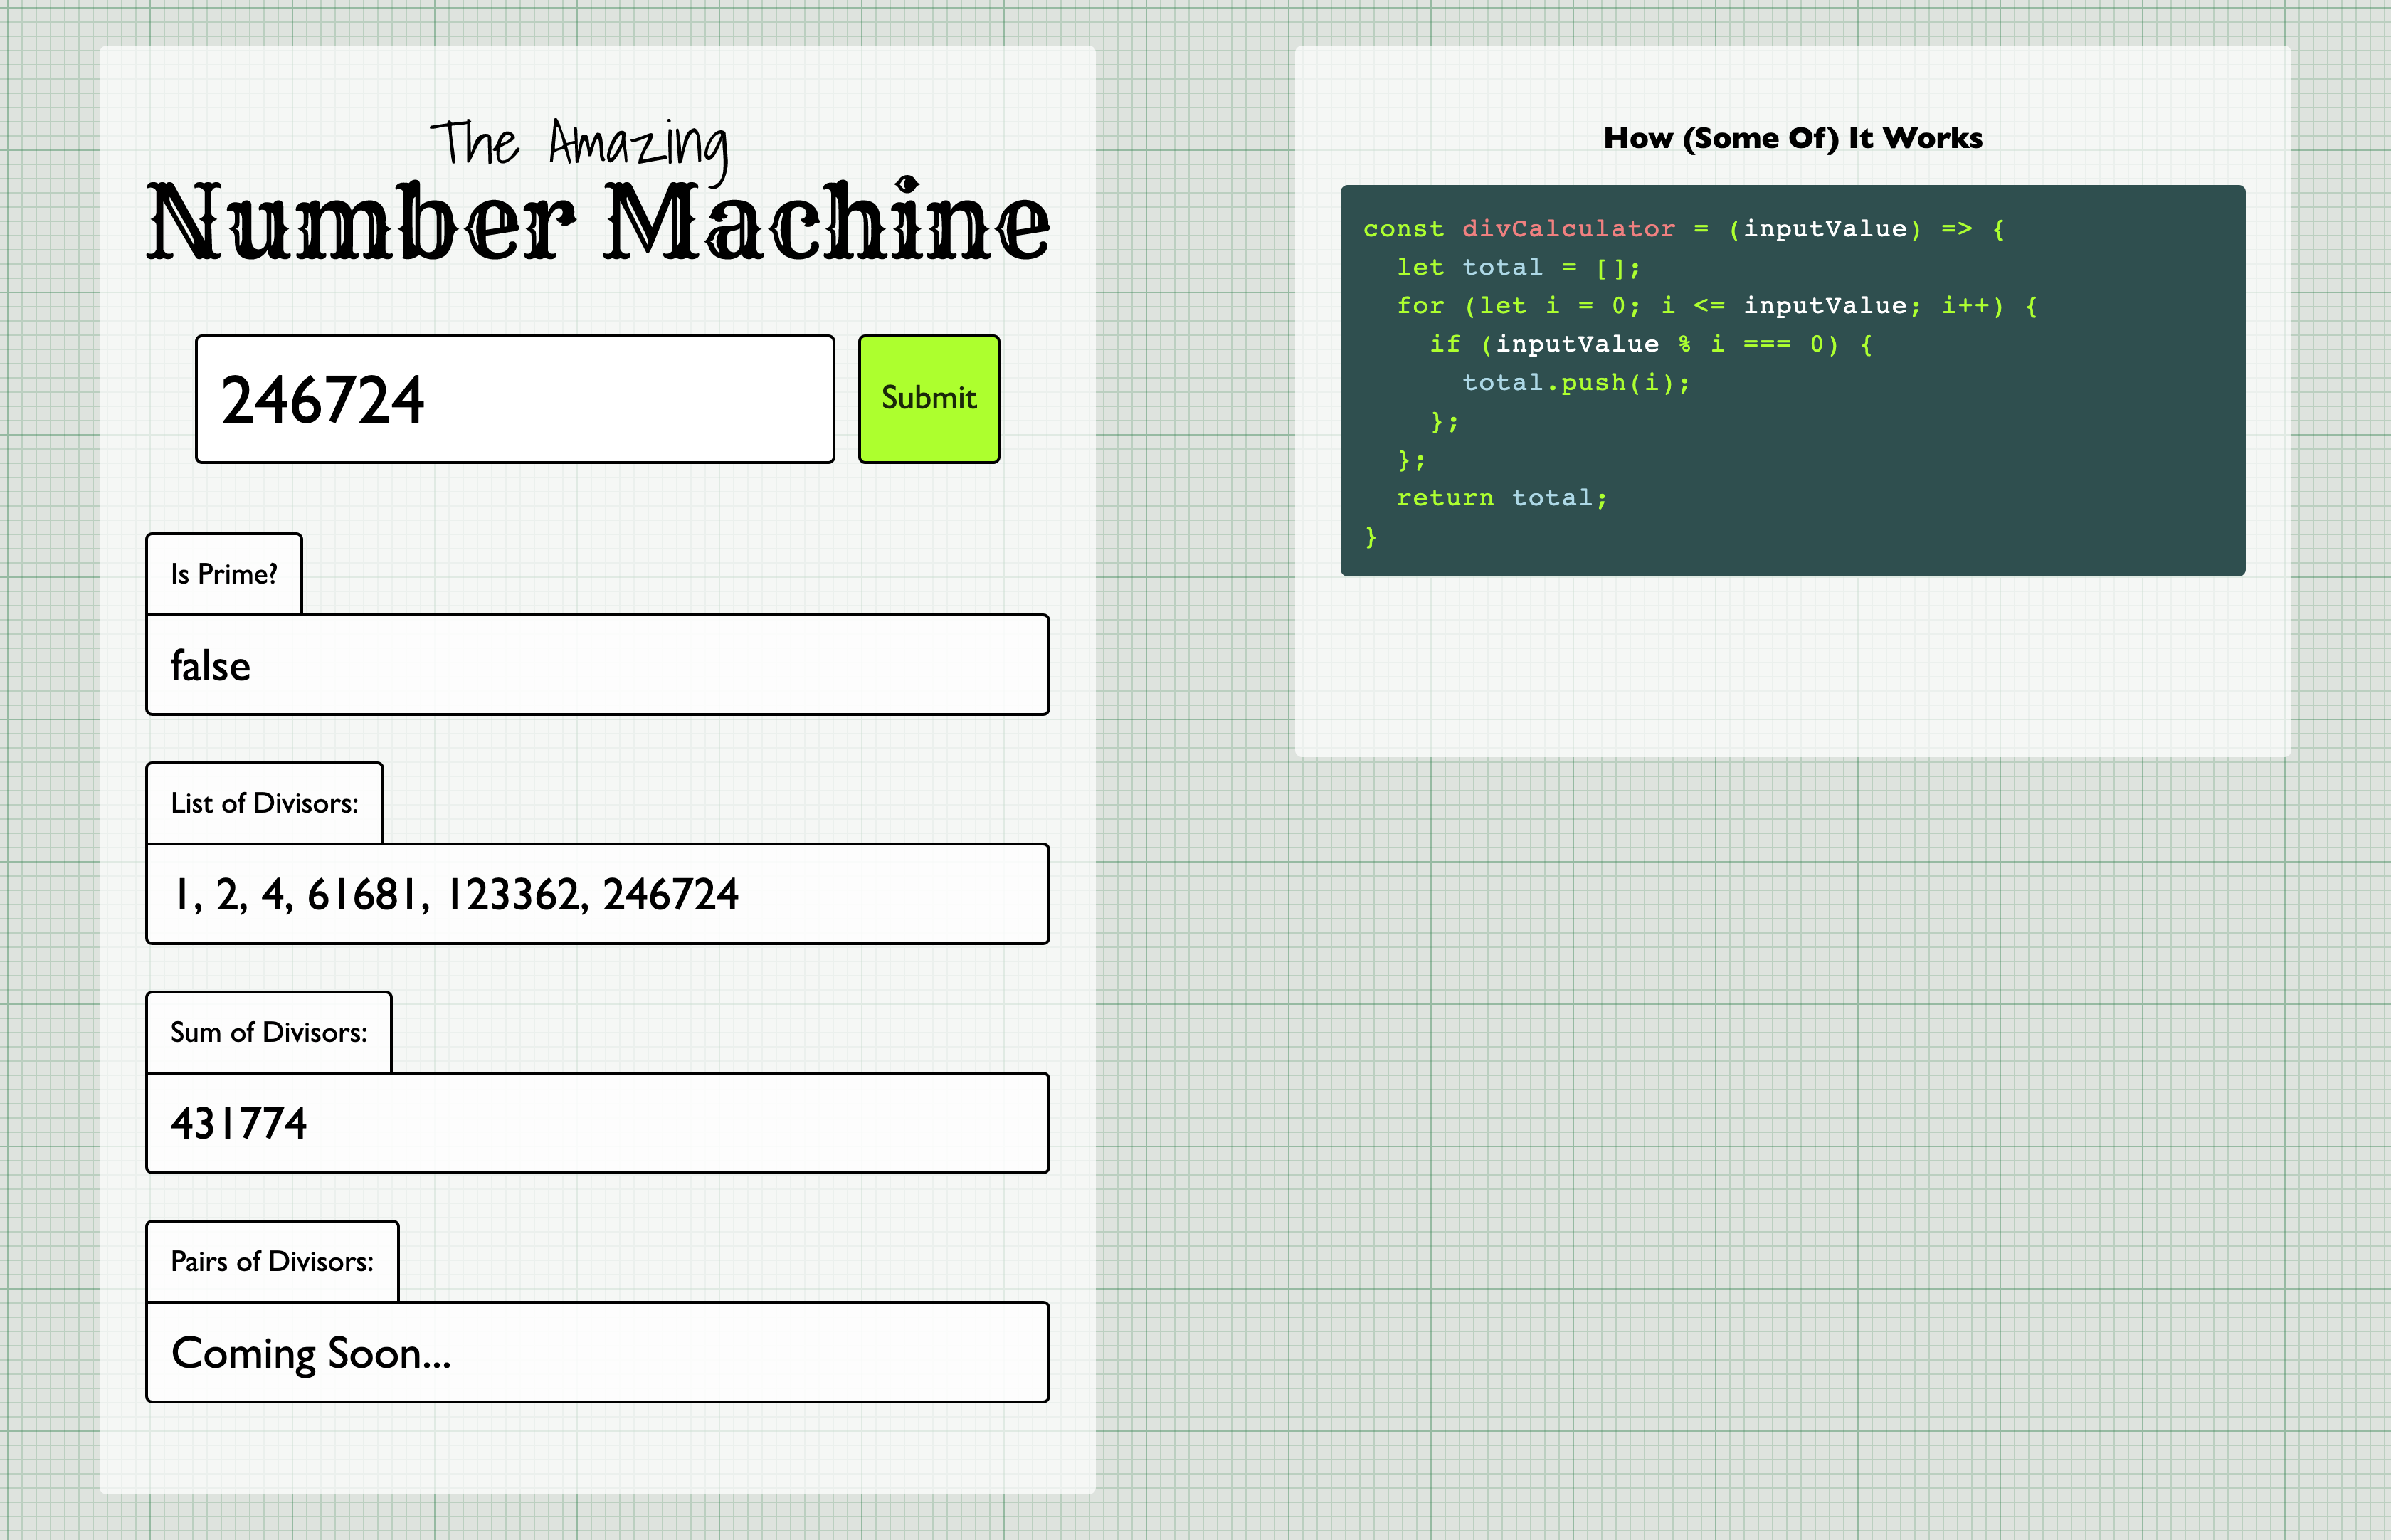 The Amazing
Number Machine
246724
Submit
Is Prime?
false
List of Divisors:
1, 2, 4, 61681, 123362, 246724
Sum of Divisors:
431774
Pairs of Divisors:
Coming Soon...
How (Some Of) It Works
const divCalculator = (inputValue) => {
  let total = [];
  for (let i = 0; i <= inputValue; i++) {
    if (inputValue % i === 0) {
      total.push(i);
    };
  };
  return total;
}